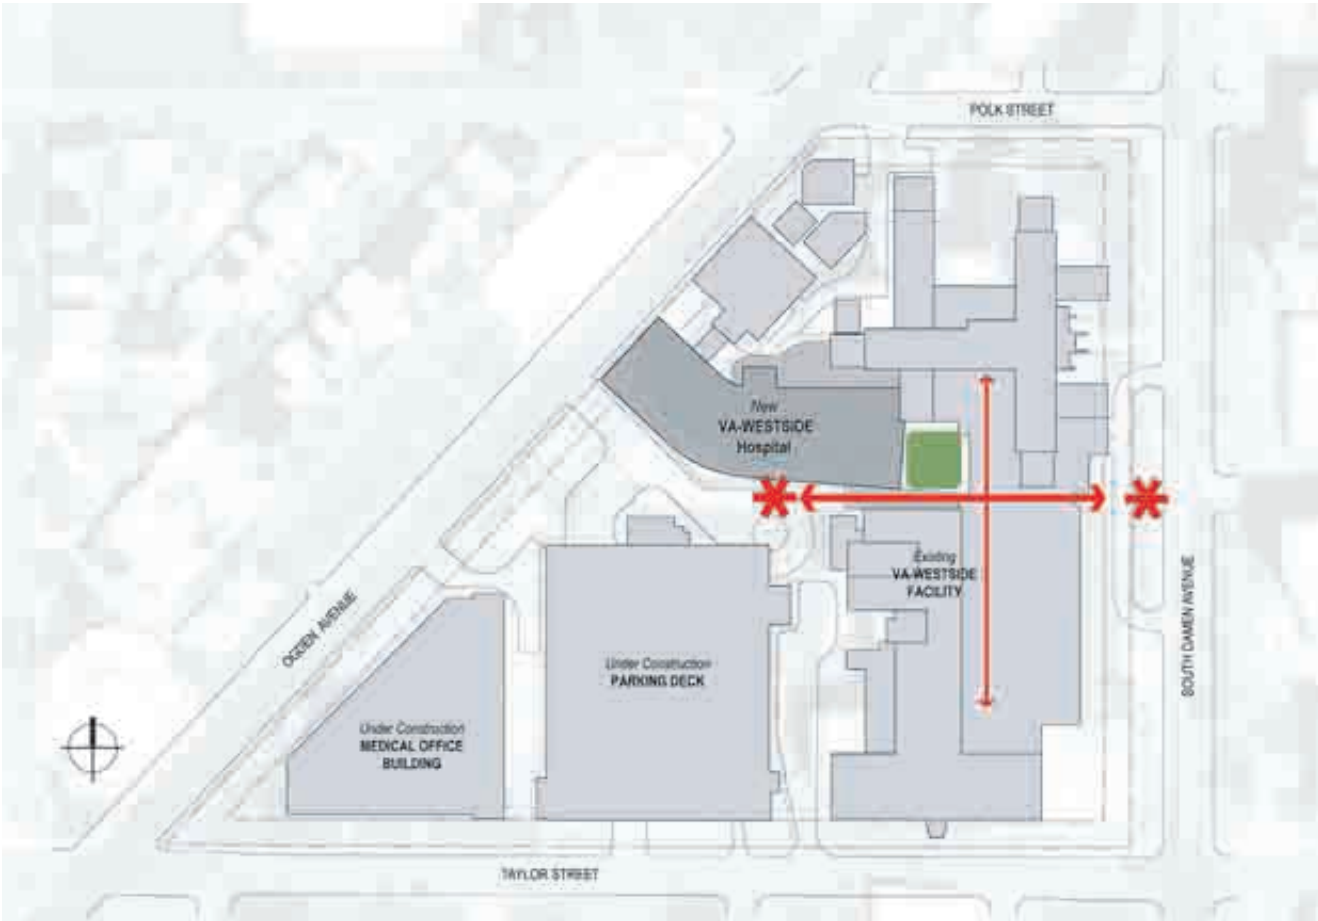 POLK STREET
New
VA-WESTSIDE
Hospital
Existing
VA-WESTSIDE
FACILITY
OGDEN AVENUE
SOUTH DAMEN AVENUE
Under Construction
PARKING DECK
Under Construction
MEDICAL OFFICE
BUILDING
TAYLOR STREET